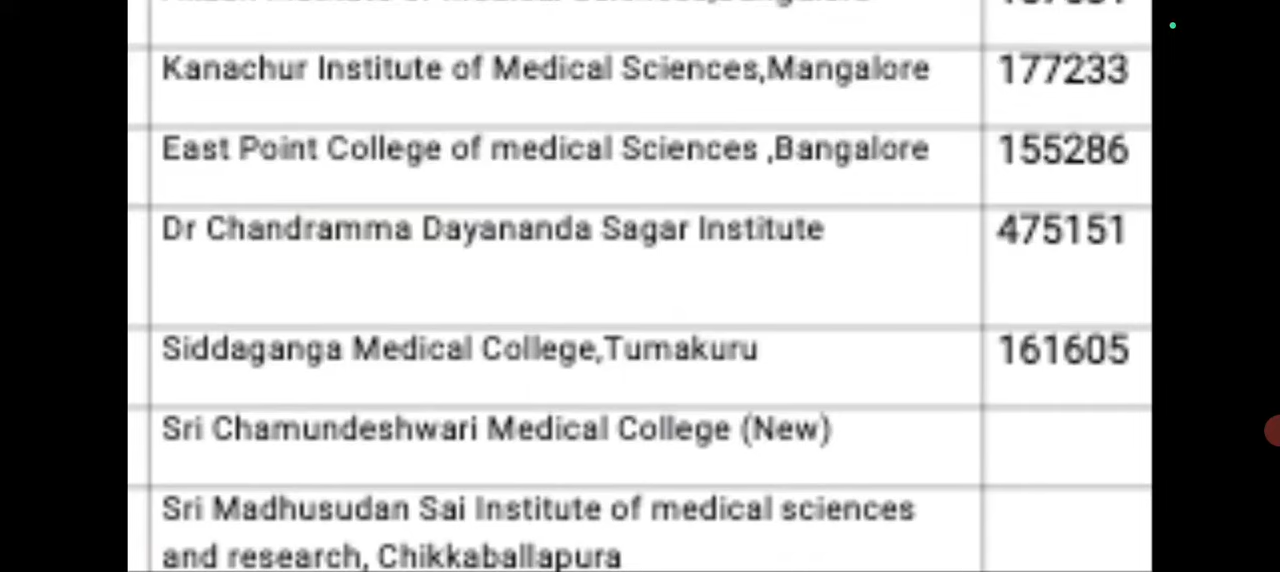 Kanachur Institute of Medical Sciences,Mangalore 177233
East Point College of medical Sciences ,Bangalore 155286
Dr Chandramma Dayananda Sagar Institute 475151
Siddaganga Medical College,Tumakuru 161605
Sri Chamundeshwari Medical College (New)
Sri Madhusudan Sai Institute of medical sciences
and research, Chikkaballapura